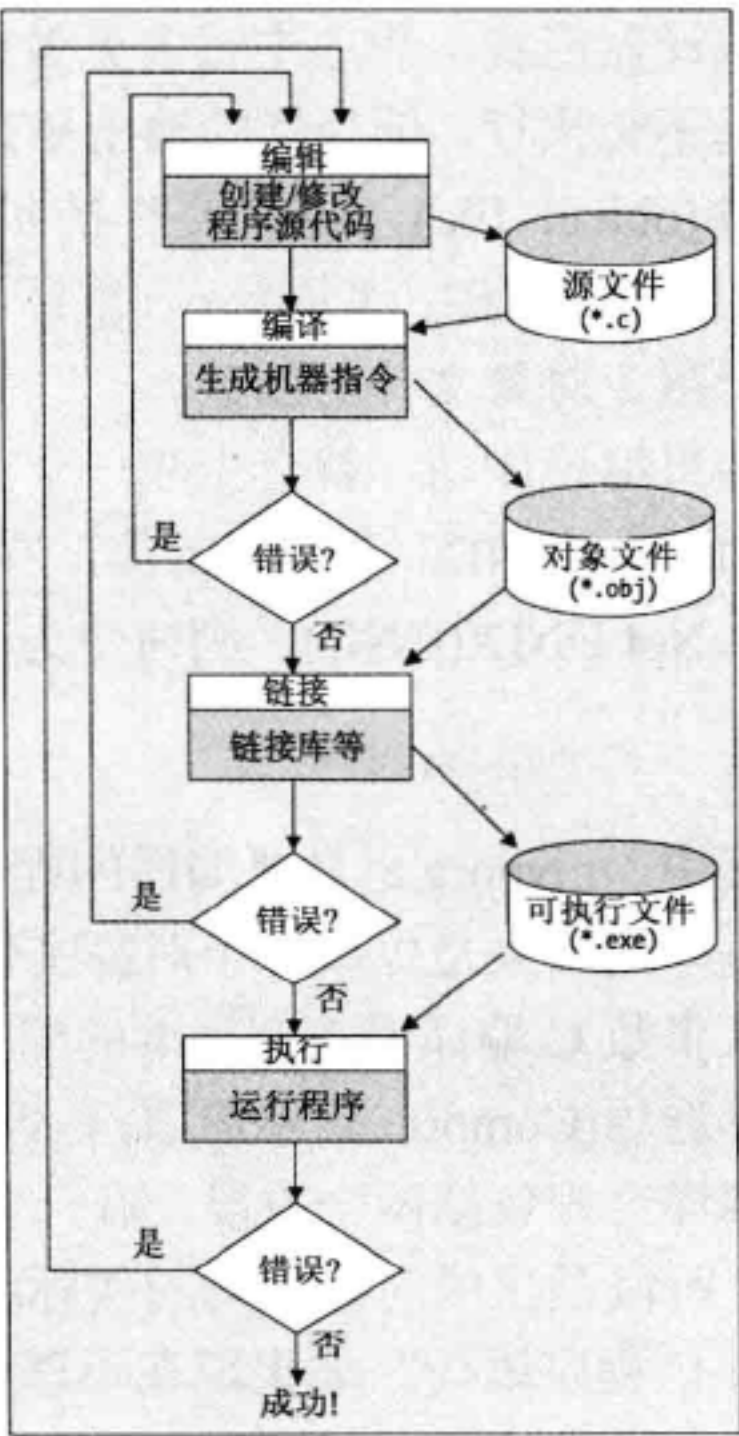 编辑
创建/修改
程序源代码
源文件
(*.c)
编译
生成机器指令
是
错误?
对象文件
(*.obj)
否
链接
链接库等
是
错误?
可执行文件
(*.exe)
否
执行
运行程序
是
错误?
否
成功!